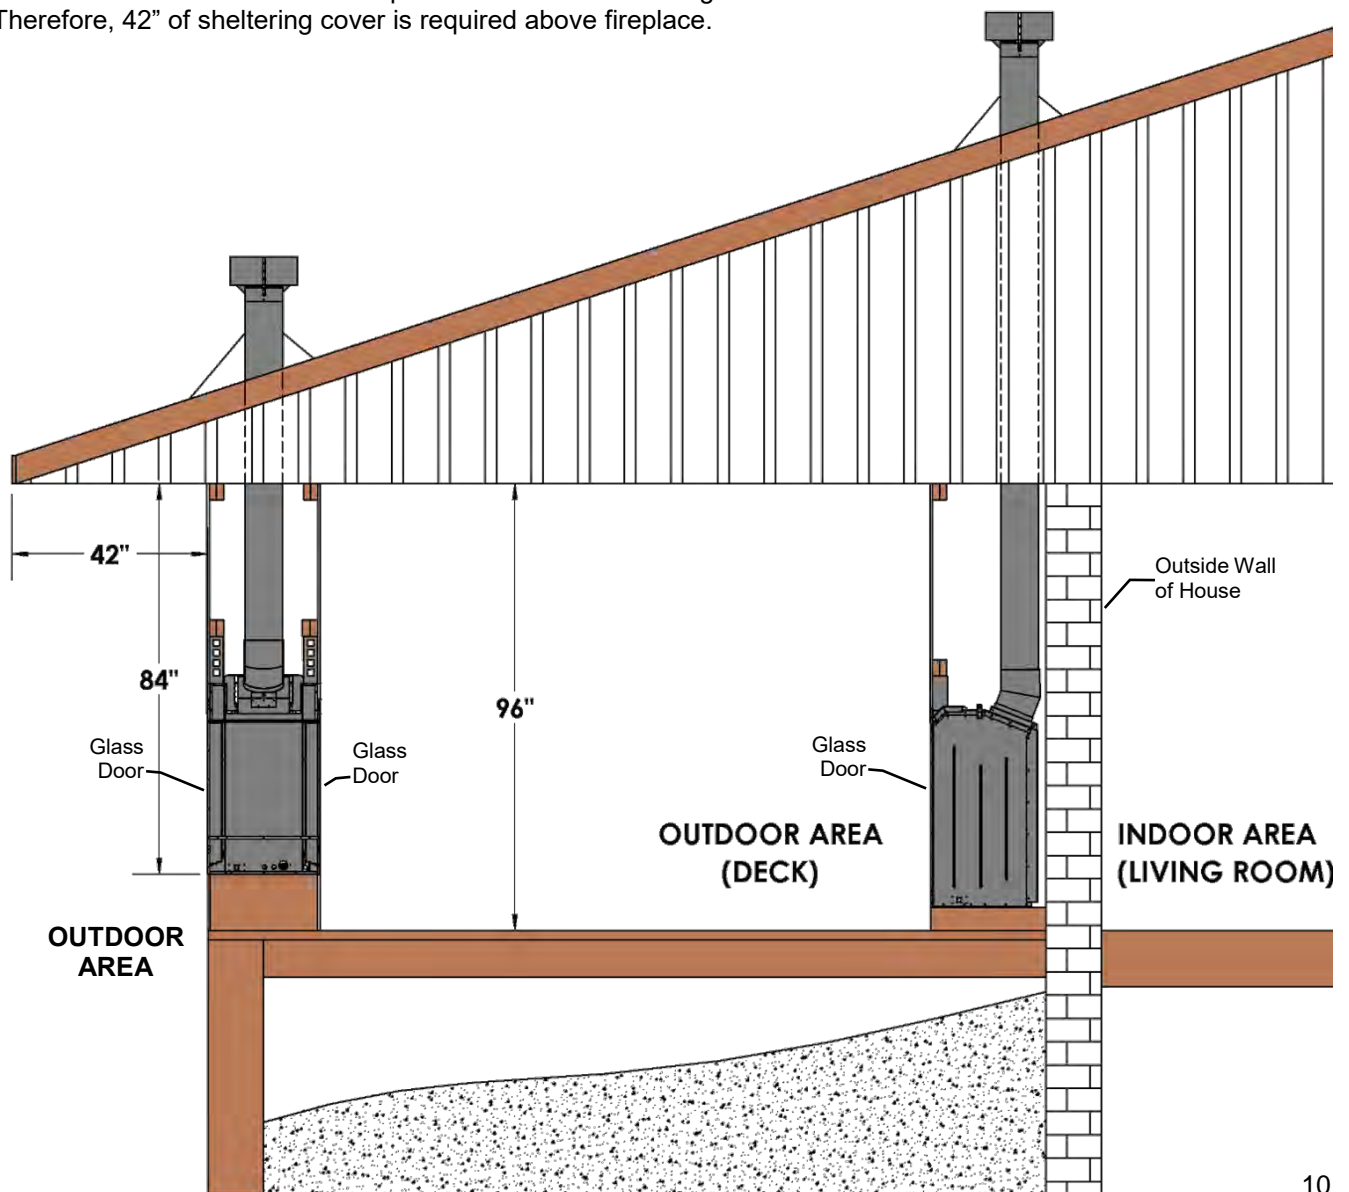 Therefore, 42” of sheltering cover is required above fireplace.
42"
84"
96"
Outside Wall
of House
Glass
Door
Glass
Door
Glass
Door
OUTDOOR AREA
(DECK)
INDOOR AREA
(LIVING ROOM)
OUTDOOR
AREA
10